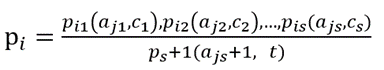 p_i = \frac{p_{i1}(a_{j1},c_1),p_{i2}(a_{j2},c_2),\ldots,p_{is}(a_{js},c_s)}{p_s+1(a_{js}+1,\ t)}